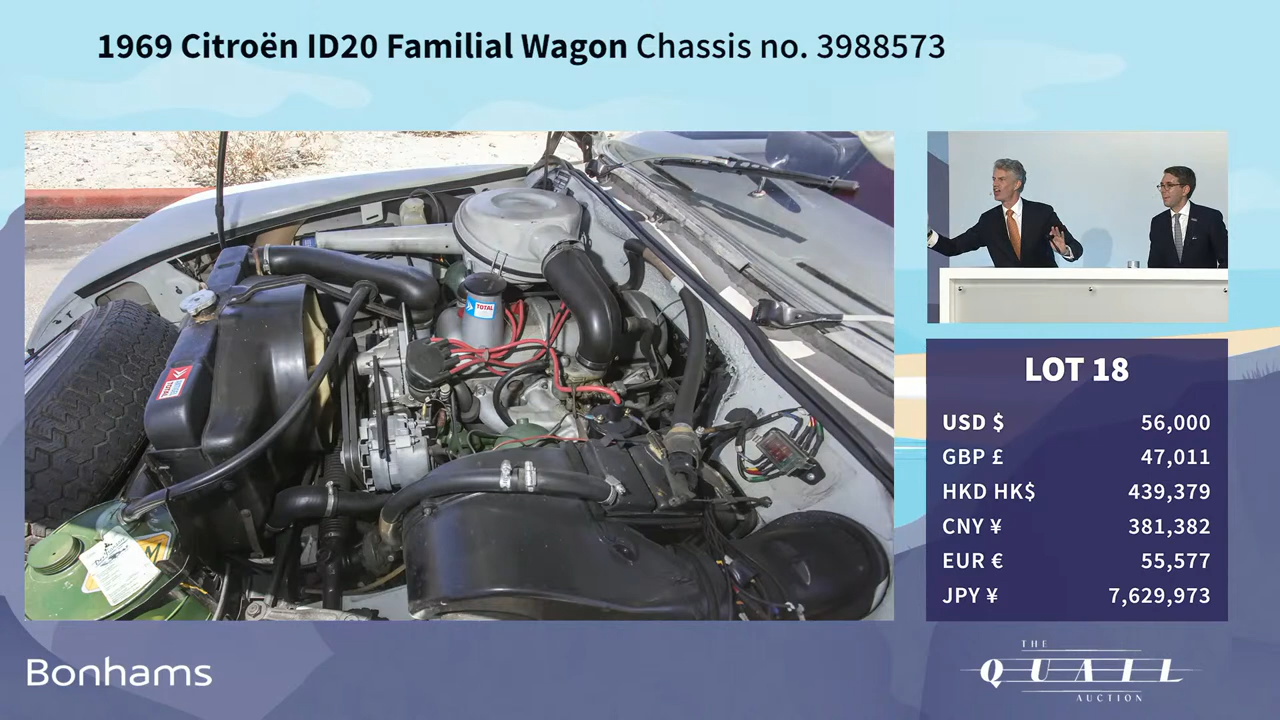 1969 Citroën ID20 Familial Wagon Chassis no. 3988573
TOTAL
TOTAL
LOT 18
USD $ 56,000
GBP £ 47,011
HKD HK$ 439,379
CNY ¥ 381,382
EUR € 55,577
JPY ¥ 7,629,973
Bonhams
THE
QUAIL
AUCTION